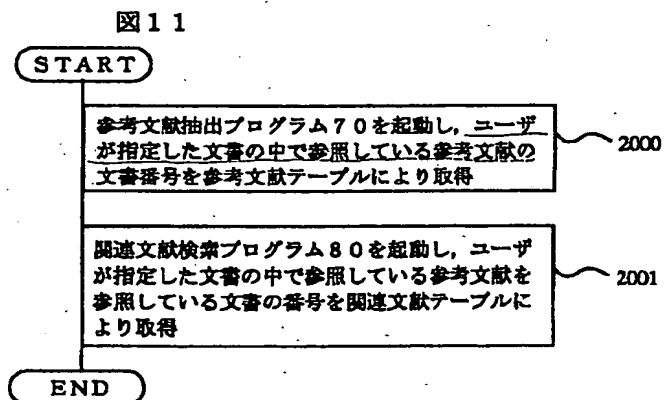 図11
START
参考文献抽出プログラム70を起動し,ユーザ
が指定した文書の中で参照している参考文献の
文書番号を参考文献テーブルにより取得
2000
関連文献検索プログラム80を起動し,ユーザ
が指定した文書の中で参照している参考文献を
参照している文書の番号を関連文献テーブルに
より取得
2001
END